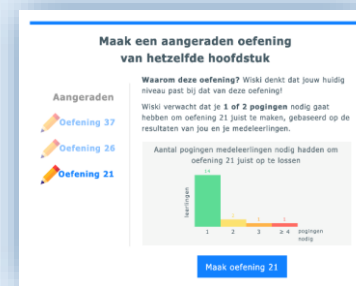 Maak een aangeraden oefening
van hetzelfde hoofdstuk
Aangeraden
Oefening 37
Oefening 26
Oefening 21
Waarom deze oefening? Wiski denkt dat jouw huidig
niveau past bij dat van deze oefening!
Wiski verwacht dat je 1 of 2 pogingen nodig gaat
hebben om oefening 21 juist te maken, gebaseerd op de
resultaten van jou en je medeleerlingen.
Aantal pogingen medeleerlingen nodig hadden om
oefening 21 juist op te lossen
leerlingen
14
1 2 3 ≥ 4 pogingen
nodig
Maak oefening 21